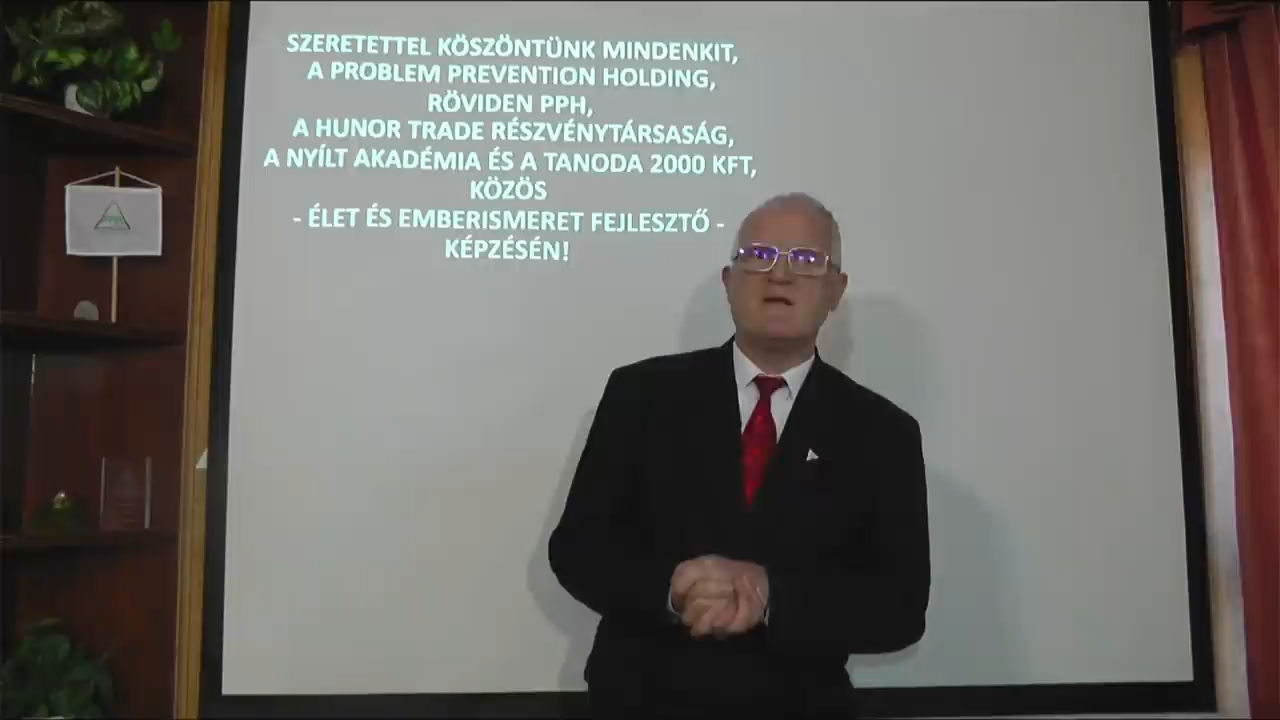 SZERETETTEL KÖSZÖNTÜNK MINDENKIT,
A PROBLEM PREVENTION HOLDING,
RÖVIDEN PPH,
A HUNOR TRADE RÉSZVÉNYTÁRSASÁG,
A NYÍLT AKADÉMIA ÉS A TANODA 2000 KFT,
KÖZÖS
- ÉLET ÉS EMBERISMERET FEJLESZTŐ -
KÉPZÉSÉN!